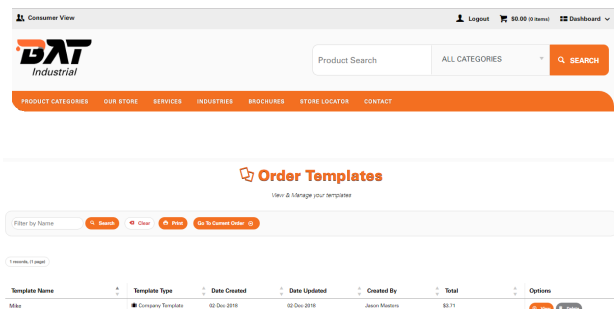 Consumer View
Logout $0.00 (0 items) Dashboard
BAT
Industrial
Product Search ALL CATEGORIES SEARCH
PRODUCT CATEGORIES OUR STORE SERVICES INDUSTRIES BROCHURES STORE LOCATOR CONTACT
Order Templates
View & Manage your templates
Filter by Name Search Clear Print Go To Current Order
1 records, (1 page)
Template Name Template Type Date Created Date Updated Created By Total Options
Mike Company Template 02 Dec 2018 02 Dec 2018 Jason Masters $2.71